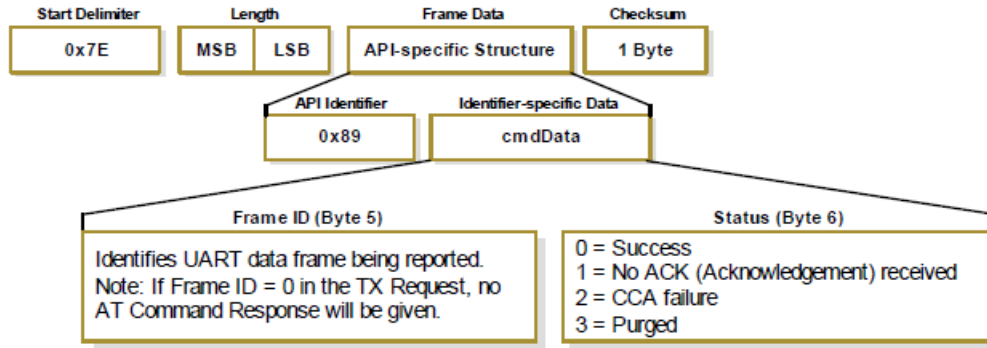 Start Delimiter Length Frame Data Checksum
0x7E MSB LSB API-specific Structure 1 Byte
API Identifier Identifier-specific Data
0x89 cmdData
Frame ID (Byte 5)
Identifies UART data frame being reported.
Note: If Frame ID = 0 in the TX Request, no
AT Command Response will be given.
Status (Byte 6)
0 = Success
1 = No ACK (Acknowledgement) received
2 = CCA failure
3 = Purged